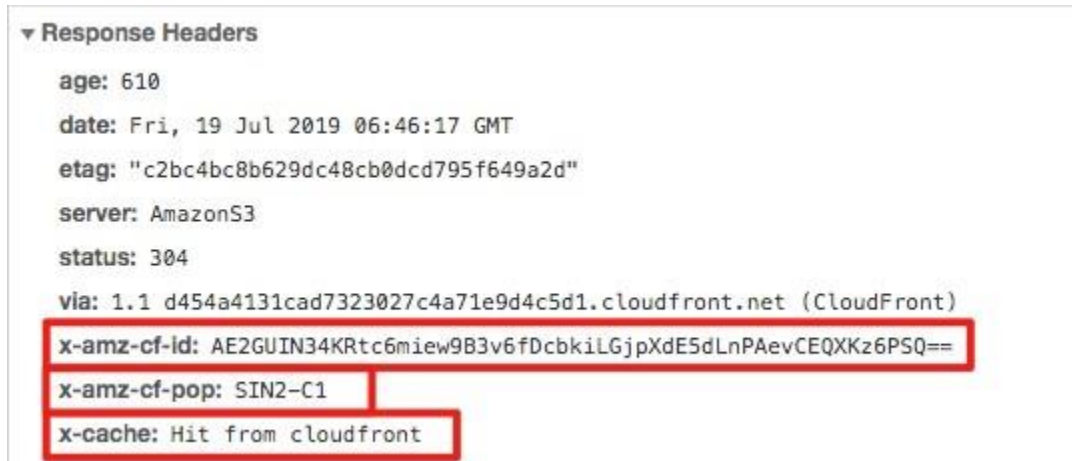 ▾ Response Headers
age: 610
date: Fri, 19 Jul 2019 06:46:17 GMT
etag: "c2bc4bc8b629dc48cb0dcd795f649a2d"
server: AmazonS3
status: 304
via: 1.1 d454a4131cad7323027c4a71e9d4c5d1.cloudfront.net (CloudFront)
x-amz-cf-id: AE2GUIN34KRtc6miew9B3v6fDcbkiLGjpXdE5dLnPAevCEQXKz6PSQ==
x-amz-cf-pop: SIN2-C1
x-cache: Hit from cloudfront